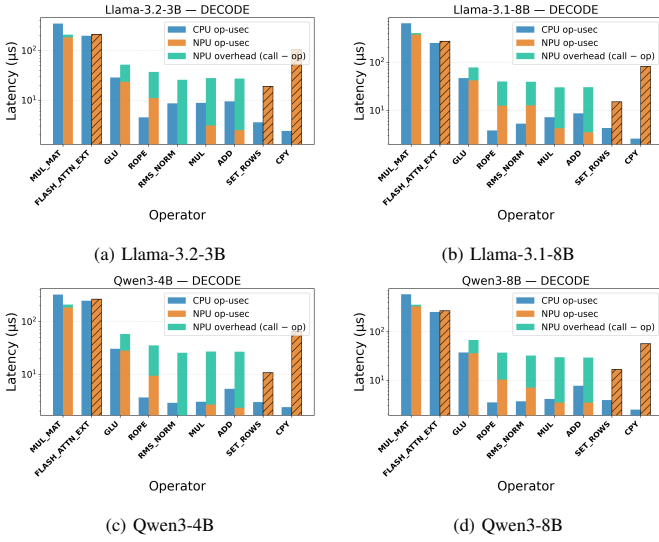 Llama-3.2-3B — DECODE
Latency (μs)
10²
10¹
CPU op-usec
NPU op-usec
NPU overhead (call − op)
MUL_MAT
FLASH_ATTN_EXT
GLU
ROPE
RMS_NORM
MUL
ADD
SET_ROWS
CPY
Operator
(a) Llama-3.2-3B
Llama-3.1-8B — DECODE
Latency (μs)
10²
10¹
CPU op-usec
NPU op-usec
NPU overhead (call − op)
MUL_MAT
FLASH_ATTN_EXT
GLU
ROPE
RMS_NORM
MUL
ADD
SET_ROWS
CPY
Operator
(b) Llama-3.1-8B
Qwen3-4B — DECODE
Latency (μs)
10²
10¹
CPU op-usec
NPU op-usec
NPU overhead (call − op)
MUL_MAT
FLASH_ATTN_EXT
GLU
ROPE
RMS_NORM
MUL
ADD
SET_ROWS
CPY
Operator
(c) Qwen3-4B
Qwen3-8B — DECODE
Latency (μs)
10²
10¹
CPU op-usec
NPU op-usec
NPU overhead (call − op)
MUL_MAT
FLASH_ATTN_EXT
GLU
ROPE
RMS_NORM
MUL
ADD
SET_ROWS
CPY
Operator
(d) Qwen3-8B